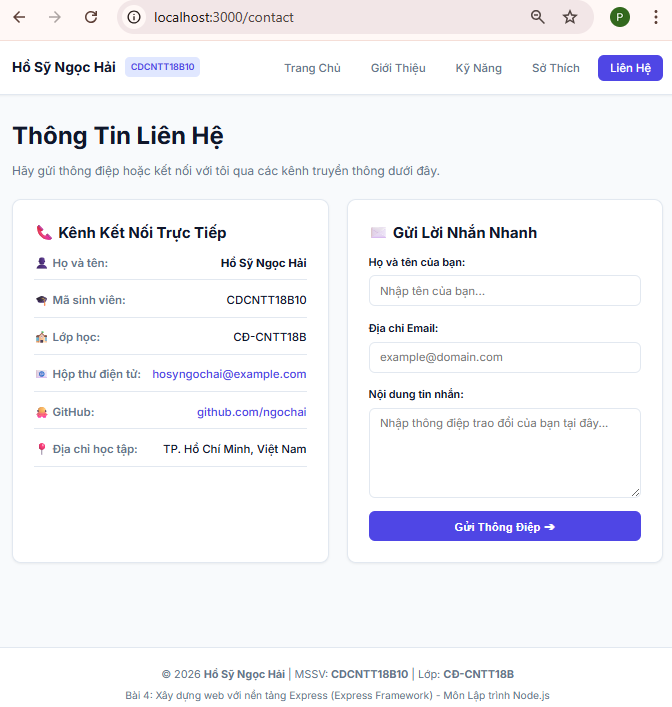 localhost:3000/contact
P
Hồ Sỹ Ngọc Hải CDCNTT18B10 Trang Chủ Giới Thiệu Kỹ Năng Sở Thích Liên Hệ
Thông Tin Liên Hệ
Hãy gửi thông điệp hoặc kết nối với tôi qua các kênh truyền thông dưới đây.
Kênh Kết Nối Trực Tiếp
Họ và tên: Hồ Sỹ Ngọc Hải
Mã sinh viên: CDCNTT18B10
Lớp học: CĐ-CNTT18B
Hộp thư điện tử: hosyngochai@example.com
GitHub: github.com/ngochai
Địa chỉ học tập: TP. Hồ Chí Minh, Việt Nam
Gửi Lời Nhắn Nhanh
Họ và tên của bạn:
Nhập tên của bạn...
Địa chỉ Email:
example@domain.com
Nội dung tin nhắn:
Nhập thông điệp trao đổi của bạn tại đây...
Gửi Thông Điệp ➔
© 2026 Hồ Sỹ Ngọc Hải | MSSV: CDCNTT18B10 | Lớp: CĐ-CNTT18B
Bài 4: Xây dựng web với nền tảng Express (Express Framework) - Môn Lập trình Node.js